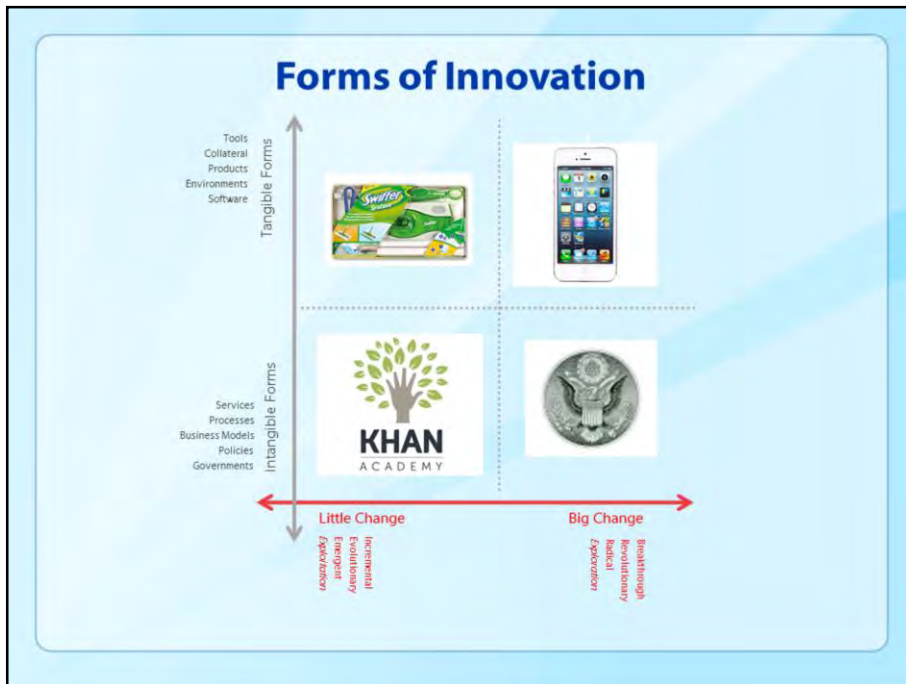 Forms of Innovation
Tools
Collateral
Products
Environments
Software
Tangible Forms
Swiffer
Services
Processes
Business Models
Policies
Governments
Intangible Forms
KHAN
ACADEMY
Little Change
Big Change
Incremental
Evolutionary
Emergent
Exploitation
Breakthrough
Revolutionary
Radical
Exploration